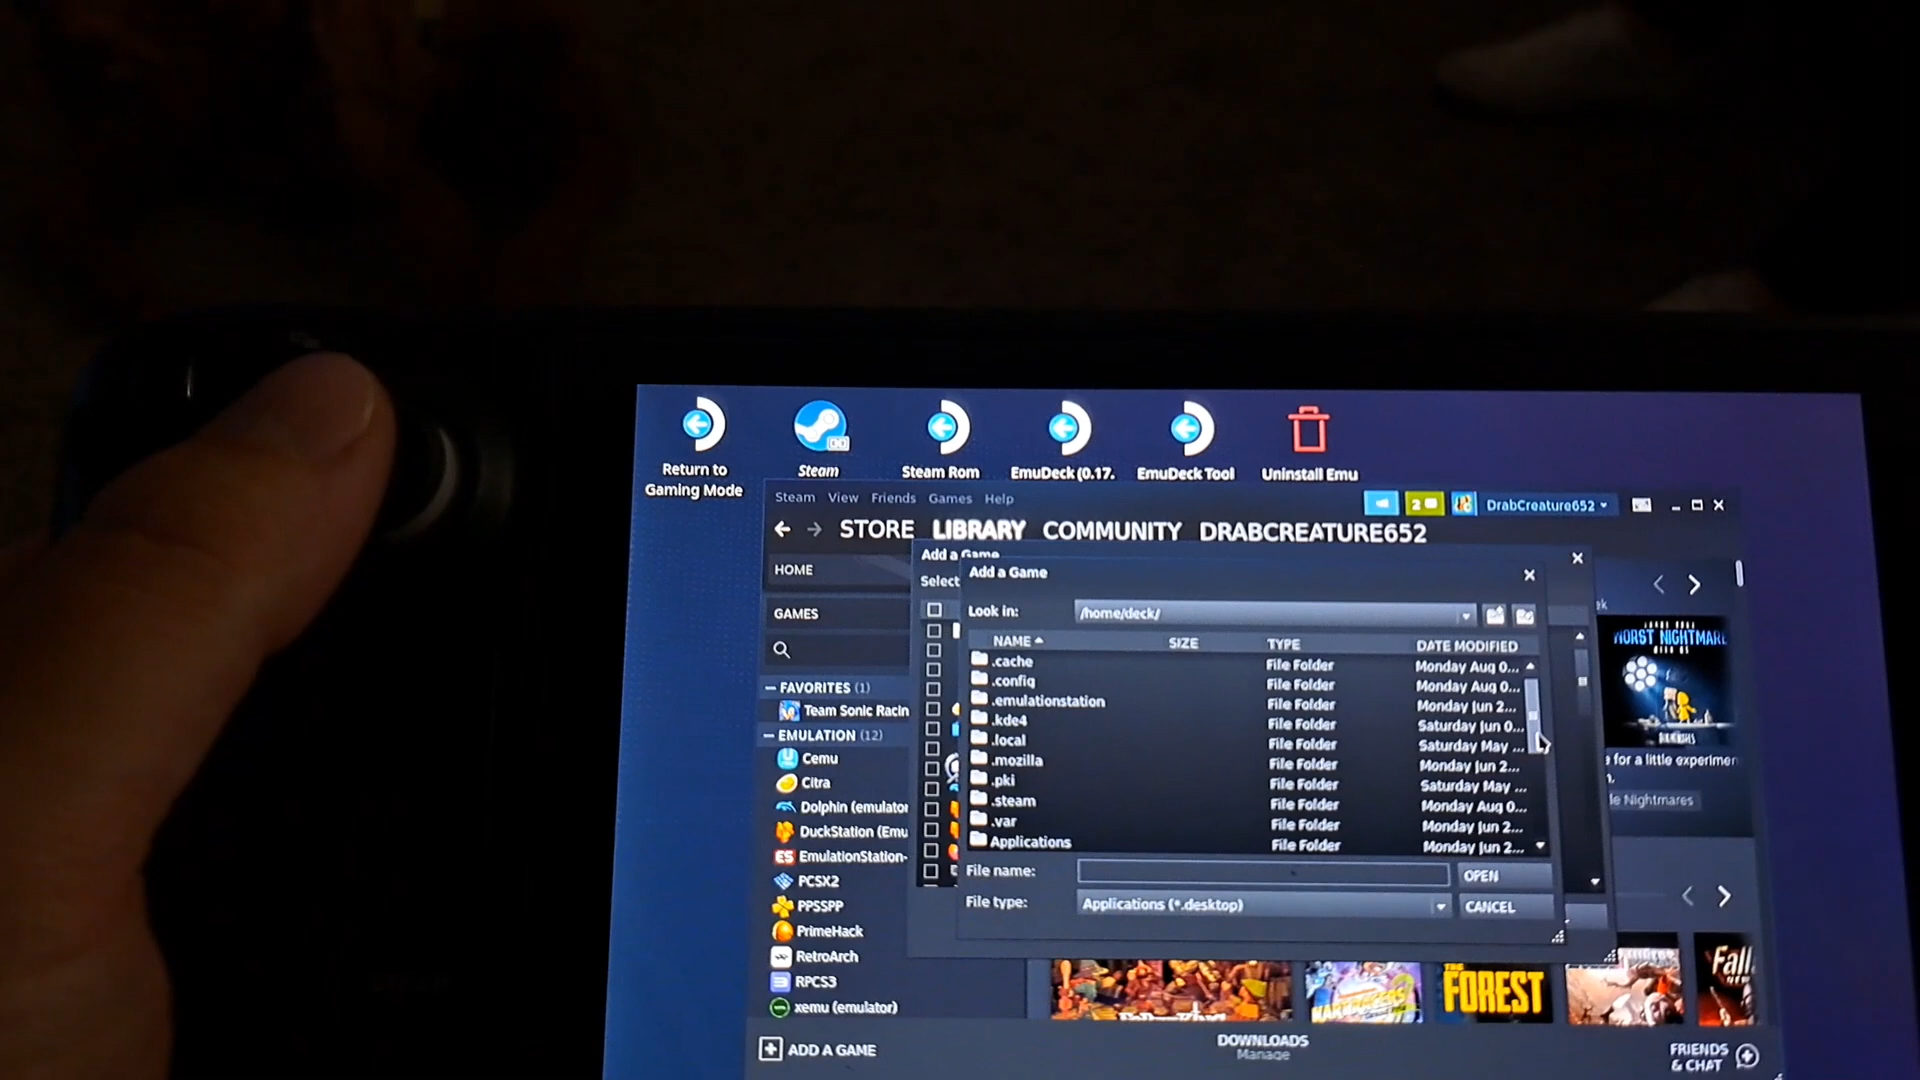 Return to
Gaming Mode
Steam
Steam Rom
EmuDeck (0.17.
EmuDeck Tool
Uninstall Emu
Steam View Friends Games Help
2
DrabCreature652
STORE LIBRARY COMMUNITY DRABCREATURE652
HOME
GAMES
FAVORITES (1)
Team Sonic Racin
EMULATION (12)
Cemu
Citra
Dolphin (emulator
DuckStation (Emu
ES EmulationStation-
PCSX2
PPSSPP
PrimeHack
RetroArch
RPCS3
xemu (emulator)
Add a Game
Select
Add a Game
Look in: /home/deck/
NAME SIZE TYPE DATE MODIFIED
.cache File Folder Monday Aug 0...
.config File Folder Monday Aug 0...
.emulationstation File Folder Monday Jun 2...
.kde4 File Folder Saturday Jun 0...
.local File Folder Saturday May ...
.mozilla File Folder Monday Jun 2...
.pki File Folder Saturday May ...
.steam File Folder Monday Aug 0...
.var File Folder Monday Jun 2...
Applications File Folder Monday Jun 2...
File name: OPEN
File type: Applications (*.desktop) CANCEL
ek
WORST NIGHTMARE
for a little experimen
le Nightmares
THE
FOREST
Fall
ADD A GAME
DOWNLOADS
Manage
FRIENDS
& CHAT